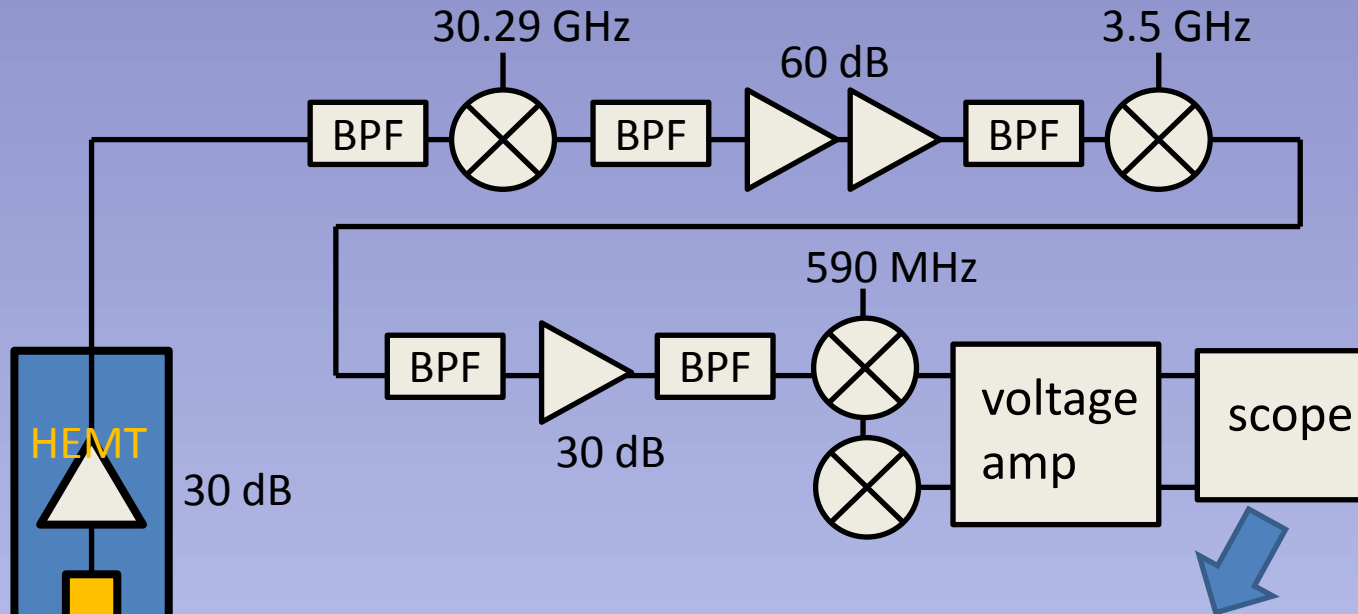 30.29 GHz
3.5 GHz
60 dB
BPF
BPF
BPF
590 MHz
BPF
BPF
voltage
amp
scope
30 dB
HEMT
30 dB